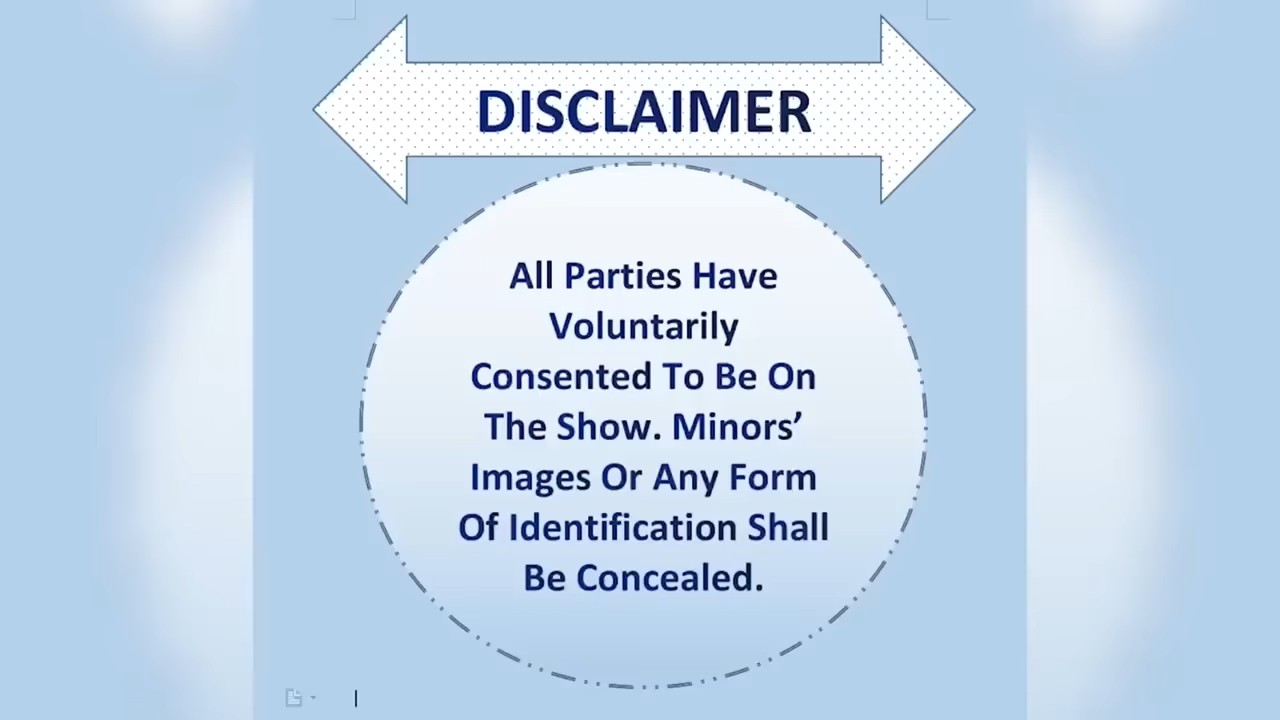 DISCLAIMER
All Parties Have
Voluntarily
Consented To Be On
The Show. Minors’
Images Or Any Form
Of Identification Shall
Be Concealed.